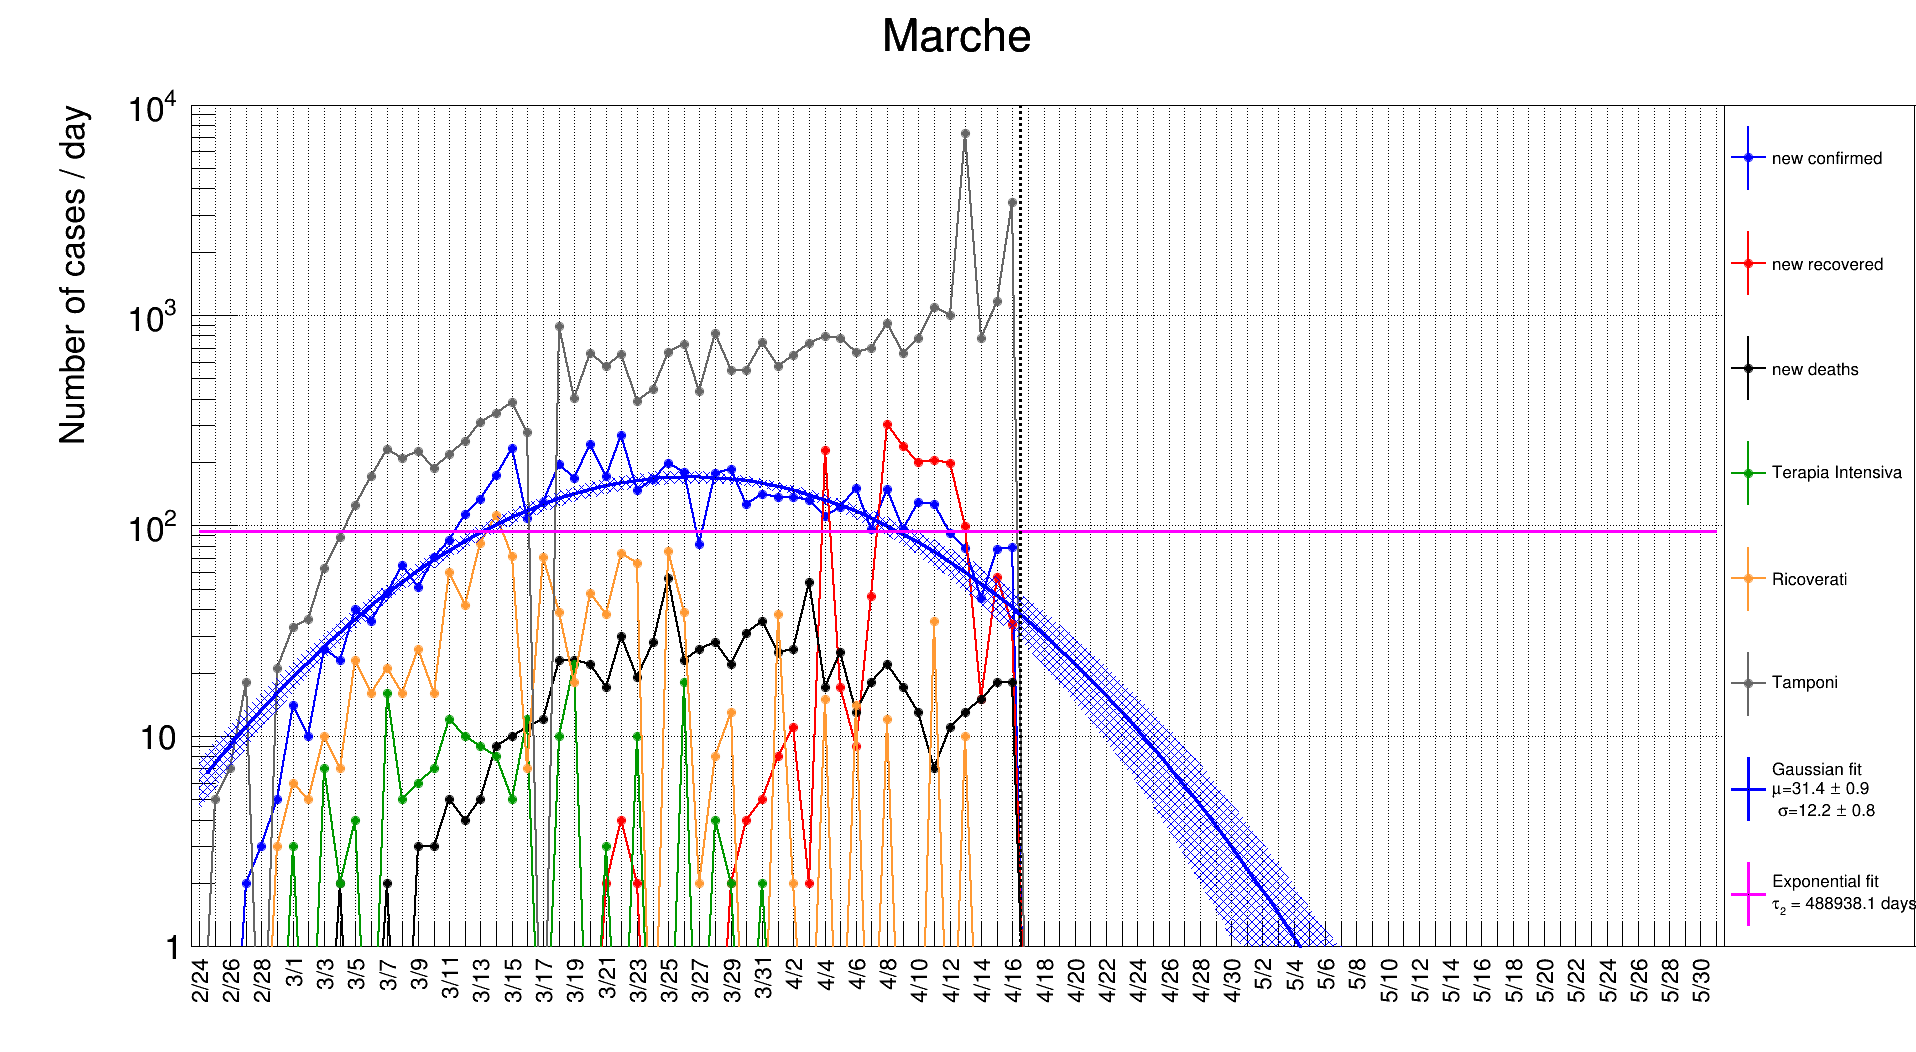 Marche
Number of cases / day
10^4
10^3
10^2
10
1
2/24 2/26 2/28 3/1 3/3 3/5 3/7 3/9 3/11 3/13 3/15 3/17 3/19 3/21 3/23 3/25 3/27 3/29 3/31 4/2 4/4 4/6 4/8 4/10 4/12 4/14 4/16 4/18 4/20 4/22 4/24 4/26 4/28 4/30 5/2 5/4 5/6 5/8 5/10 5/12 5/14 5/16 5/18 5/20 5/22 5/24 5/26 5/28 5/30
new confirmed
new recovered
new deaths
Terapia Intensiva
Ricoverati
Tamponi
Gaussian fit
μ=31.4 ± 0.9
σ=12.2 ± 0.8
Exponential fit
τ_2 = 488938.1 days